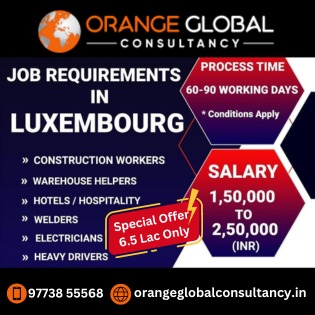 ORANGE GLOBAL
CONSULTANCY
JOB REQUIREMENTS
IN
LUXEMBOURG
» CONSTRUCTION WORKERS
» WAREHOUSE HELPERS
» HOTELS / HOSPITALITY
» WELDERS
» ELECTRICIANS
» HEAVY DRIVERS
PROCESS TIME
60-90 WORKING DAYS
* Conditions Apply
SALARY
1,50,000
TO
2,50,000
(INR)
Special Offer
6.5 Lac Only
97738 55568
orangeglobalconsultancy.in